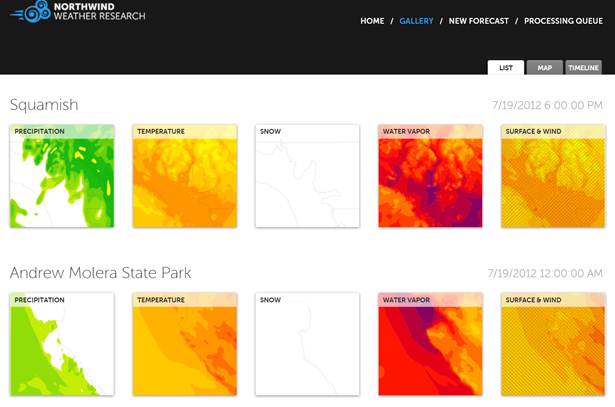 NORTHWIND
WEATHER RESEARCH
HOME / GALLERY / NEW FORECAST / PROCESSING QUEUE
LIST MAP TIMELINE
Squamish 7/19/2012 6:00:00 PM
PRECIPITATION TEMPERATURE SNOW WATER VAPOR SURFACE & WIND
Andrew Molera State Park 7/19/2012 12:00:00 AM
PRECIPITATION TEMPERATURE SNOW WATER VAPOR SURFACE & WIND